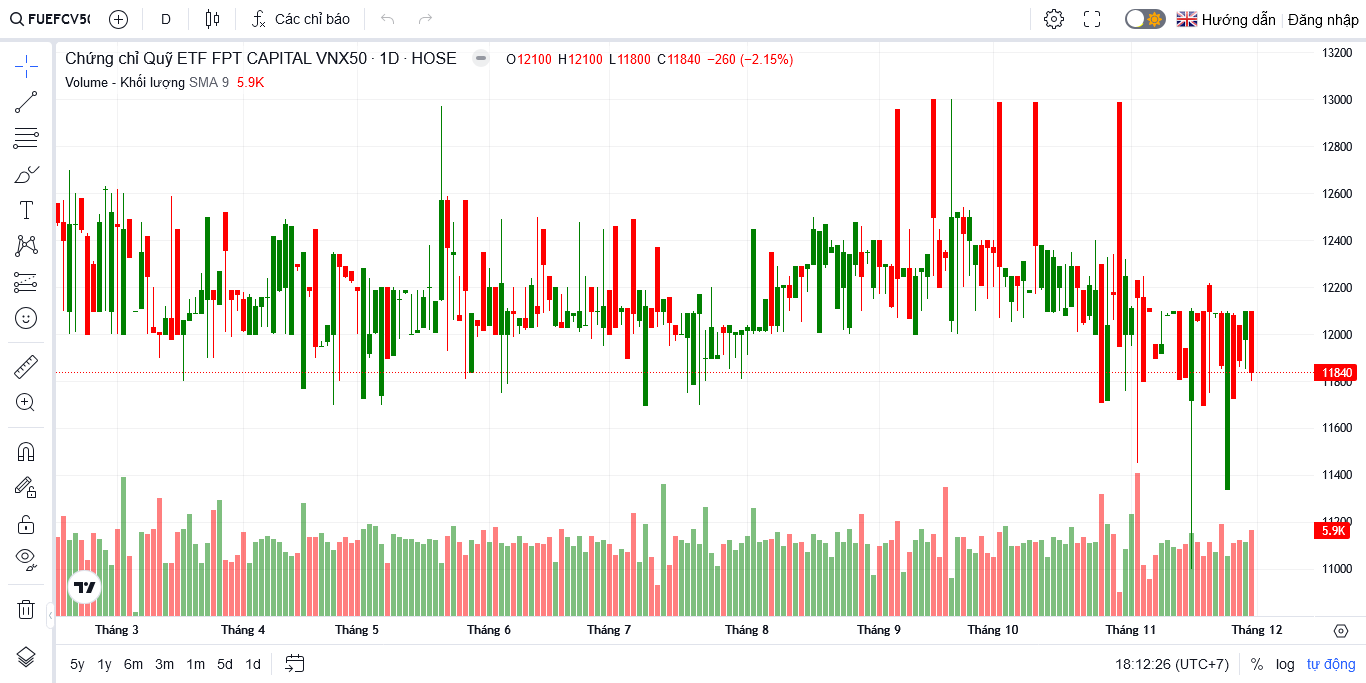 FUEFCV50 D Các chỉ báo Hướng dẫn Đăng nhập
Chứng chỉ Quỹ ETF FPT CAPITAL VNX50 · 1D · HOSE O12100 H12100 L11800 C11840 −260 (−2.15%)
Volume - Khối lượng SMA 9 5.9K
13200
13000
12800
12600
12400
12200
12000
11840
11800
11600
11400
11200
5.9K
11000
Tháng 3 Tháng 4 Tháng 5 Tháng 6 Tháng 7 Tháng 8 Tháng 9 Tháng 10 Tháng 11 Tháng 12
5y 1y 6m 3m 1m 5d 1d 18:12:26 (UTC+7) % log tự động